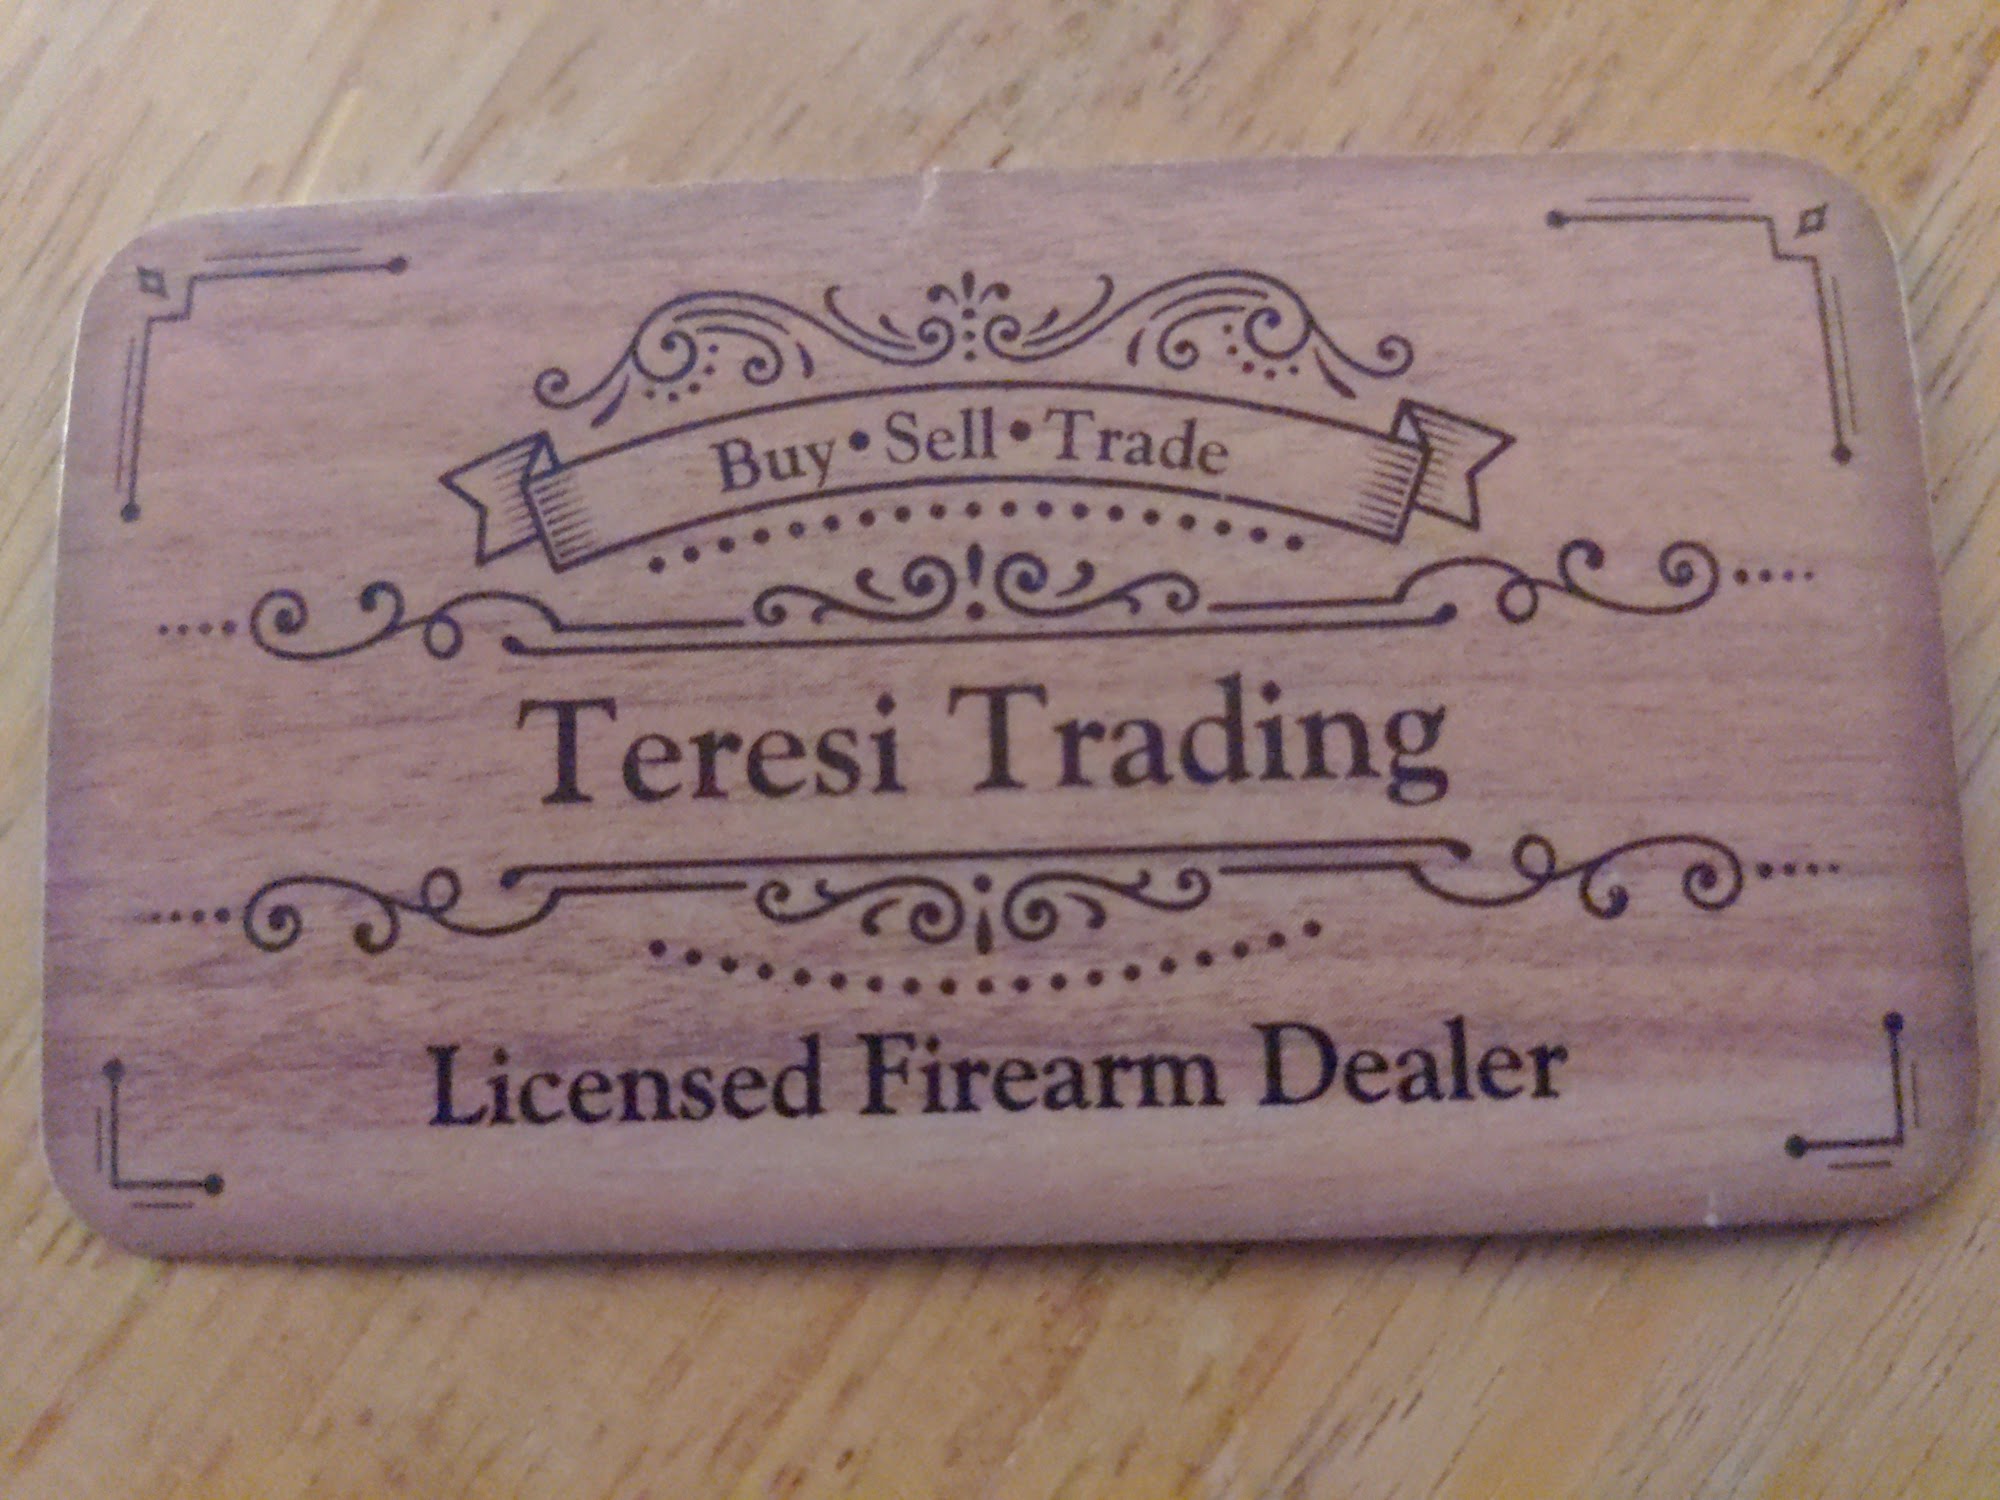 Buy•Sell•Trade
Teresi Trading
Licensed Firearm Dealer